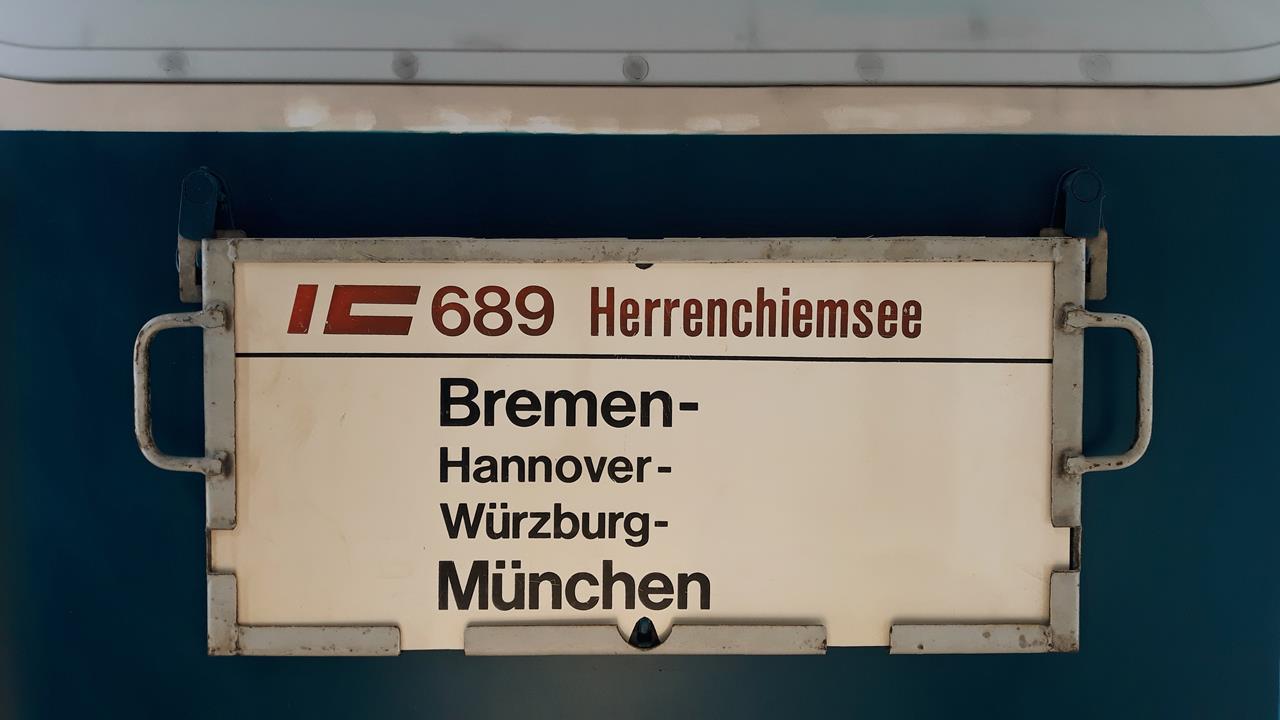 IC 689 Herrenchiemsee
Bremen-
Hannover-
Würzburg-
München